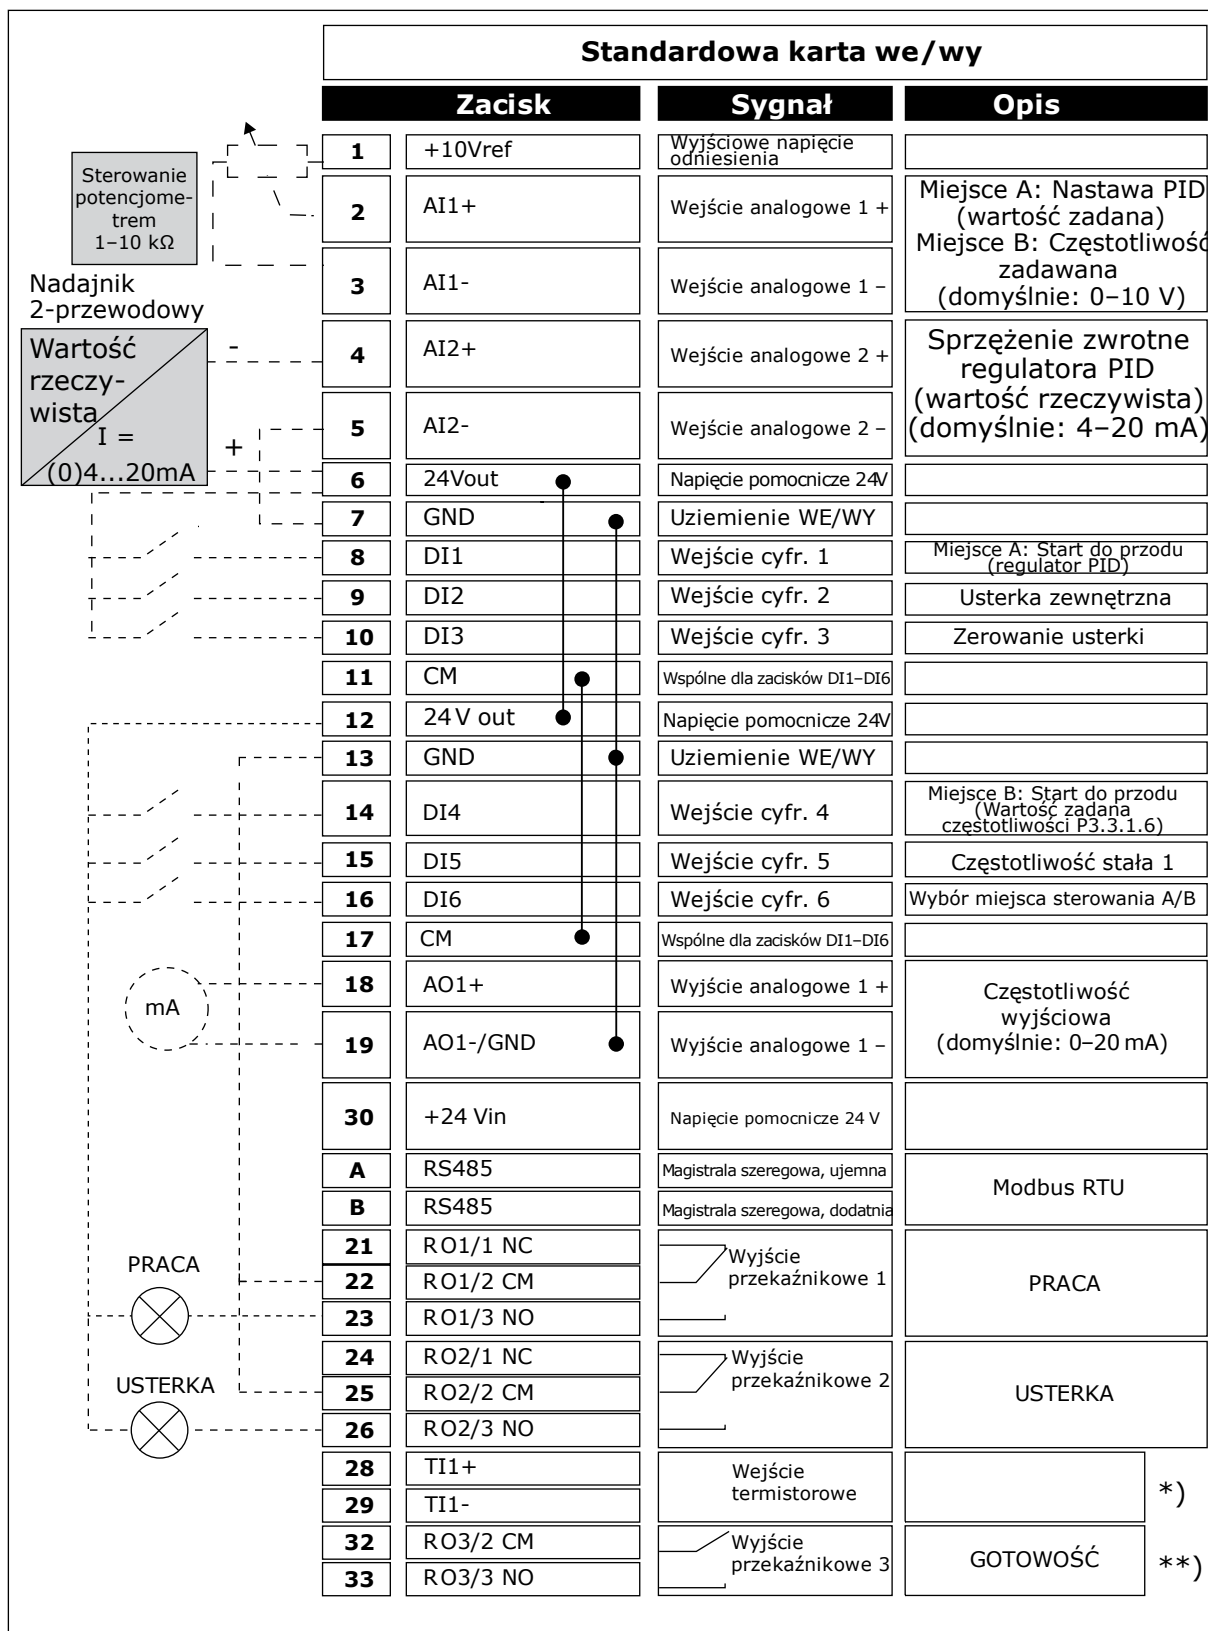 Standardowa karta we/wy
Zacisk Sygnał Opis
1 +10Vref Wyjściowe napięcie
odniesienia
Sterowanie
potencjome-
trem
1–10 kΩ
2 AI1+ Wejście analogowe 1 +
3 AI1- Wejście analogowe 1 –
Miejsce A: Nastawa PID
(wartość zadana)
Miejsce B: Częstotliwość
zadawana
(domyślnie: 0–10 V)
Nadajnik
2-przewodowy
Wartość
rzeczy-
wista
I =
(0)4...20mA
-
+
4 AI2+ Wejście analogowe 2 +
5 AI2- Wejście analogowe 2 –
Sprzężenie zwrotne
regulatora PID
(wartość rzeczywista)
(domyślnie: 4–20 mA)
6 24Vout Napięcie pomocnicze 24V
7 GND Uziemienie WE/WY
8 DI1 Wejście cyfr. 1 Miejsce A: Start do przodu
(regulator PID)
9 DI2 Wejście cyfr. 2 Usterka zewnętrzna
10 DI3 Wejście cyfr. 3 Zerowanie usterki
11 CM Wspólne dla zacisków DI1–DI6
12 24V out Napięcie pomocnicze 24V
13 GND Uziemienie WE/WY
14 DI4 Wejście cyfr. 4 Miejsce B: Start do przodu
(Wartość zadana
częstotliwości P3.3.1.6)
15 DI5 Wejście cyfr. 5 Częstotliwość stała 1
16 DI6 Wejście cyfr. 6 Wybór miejsca sterowania A/B
17 CM Wspólne dla zacisków DI1–DI6
mA
18 AO1+ Wyjście analogowe 1 +
19 AO1-/GND Wyjście analogowe 1 –
Częstotliwość
wyjściowa
(domyślnie: 0–20 mA)
30 +24 Vin Napięcie pomocnicze 24 V
A RS485 Magistrala szeregowa, ujemna
B RS485 Magistrala szeregowa, dodatnia
Modbus RTU
PRACA
21 RO1/1 NC
22 RO1/2 CM
23 RO1/3 NO
Wyjście
przekaźnikowe 1
PRACA
USTERKA
24 RO2/1 NC
25 RO2/2 CM
26 RO2/3 NO
Wyjście
przekaźnikowe 2
USTERKA
28 TI1+
29 TI1-
Wejście
termistorowe
*)
32 RO3/2 CM
33 RO3/3 NO
Wyjście
przekaźnikowe 3
GOTOWOŚĆ **)